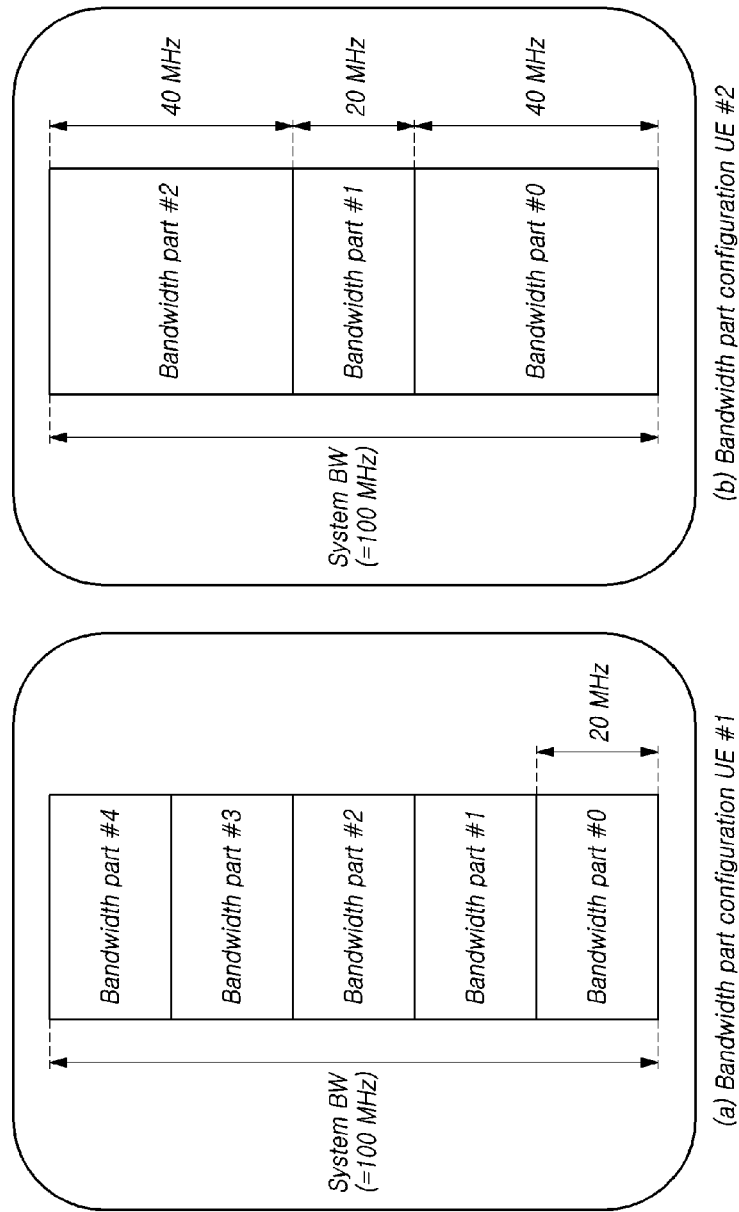 System BW
(=100 MHz)
Bandwidth part #4
Bandwidth part #3
Bandwidth part #2
Bandwidth part #1
Bandwidth part #0
20 MHz
(a) Bandwidth part configuration UE #1
System BW
(=100 MHz)
Bandwidth part #2
Bandwidth part #1
Bandwidth part #0
40 MHz
20 MHz
40 MHz
(b) Bandwidth part configuration UE #2